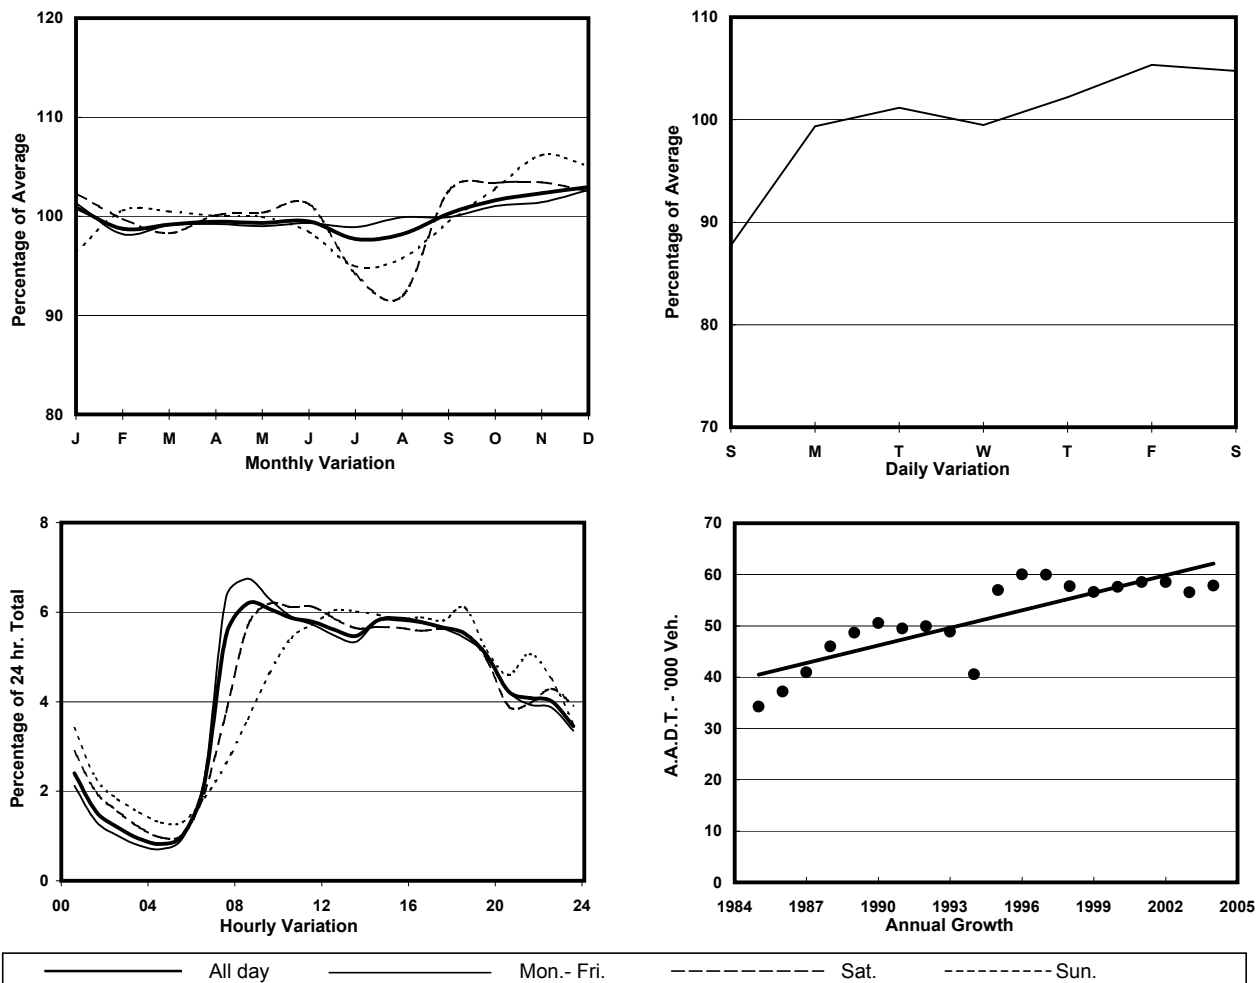 120
110
100
90
80
Percentage of Average
J F M A M J J A S O N D
Monthly Variation
110
100
90
80
70
Percentage of Average
S M T W T F S
Daily Variation
8
6
4
2
0
Percentage of 24 hr. Total
00 04 08 12 16 20 24
Hourly Variation
70
60
50
40
30
20
10
0
A.A.D.T. - '000 Veh.
1984 1987 1990 1993 1996 1999 2002 2005
Annual Growth
All day Mon.- Fri. Sat. Sun.